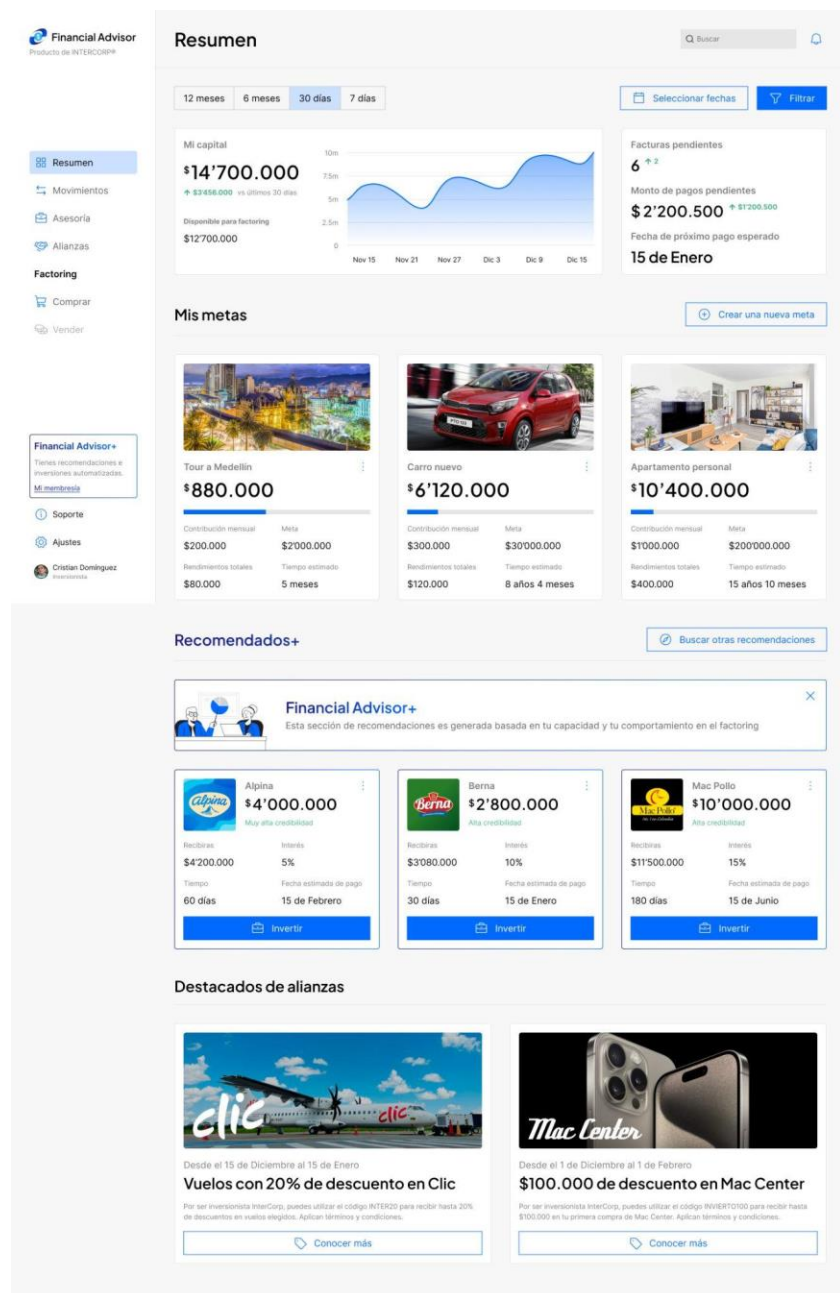 Financial Advisor
Producto de INTERCORP®
Resumen
Movimientos
Asesoría
Alianzas
Factoring
Comprar
Vender
Financial Advisor+
Tienes recomendaciones e
inversiones automatizadas.
Mi membresía
Soporte
Ajustes
Cristian Domínguez
Inversionista
Resumen
Buscar
12 meses 6 meses 30 días 7 días
Seleccionar fechas
Filtrar
Mi capital
$14'700.000
$3'456.000 vs últimos 30 días
Disponible para factoring
$12'700.000
10m
7.5m
5m
2.5m
0
Nov 15 Nov 21 Nov 27 Dic 3 Dic 9 Dic 15
Facturas pendientes
6 ↑ 2
Monto de pagos pendientes
$2'200.500 ↑ $1'200.500
Fecha de próximo pago esperado
15 de Enero
Mis metas
Crear una nueva meta
Tour a Medellín
$880.000
Contribución mensual Meta
$200.000 $2'000.000
Rendimientos totales Tiempo estimado
$80.000 5 meses
Carro nuevo
$6'120.000
Contribución mensual Meta
$300.000 $30'000.000
Rendimientos totales Tiempo estimado
$120.000 8 años 4 meses
Apartamento personal
$10'400.000
Contribución mensual Meta
$1'000.000 $200'000.000
Rendimientos totales Tiempo estimado
$400.000 15 años 10 meses
Recomendados+
Buscar otras recomendaciones
Financial Advisor+
Esta sección de recomendaciones es generada basada en tu capacidad y tu comportamiento en el factoring
Alpina
Alpina
$4'000.000
Muy alta credibilidad
Recibiras Interés
$4'200.000 5%
Tiempo Fecha estimada de pago
60 días 15 de Febrero
Invertir
Berna
Berna
$2'800.000
Alta credibilidad
Recibiras Interés
$3'080.000 10%
Tiempo Fecha estimada de pago
30 días 15 de Enero
Invertir
Mac Pollo
Mac Pollo
$10'000.000
Alta credibilidad
Recibiras Interés
$11'500.000 15%
Tiempo Fecha estimada de pago
180 días 15 de Junio
Invertir
Destacados de alianzas
clic
clic
Desde el 15 de Diciembre al 15 de Enero
Vuelos con 20% de descuento en Clic
Por ser inversionista InterCorp, puedes utilizar el código INTER20 para recibir hasta 20%
de descuentos en vuelos elegidos. Aplican términos y condiciones.
Conocer más
Mac Center
Desde el 1 de Diciembre al 1 de Febrero
$100.000 de descuento en Mac Center
Por ser inversionista InterCorp, puedes utilizar el código INVIERTO100 para recibir hasta
$100.000 en tu primera compra de Mac Center. Aplican términos y condiciones.
Conocer más